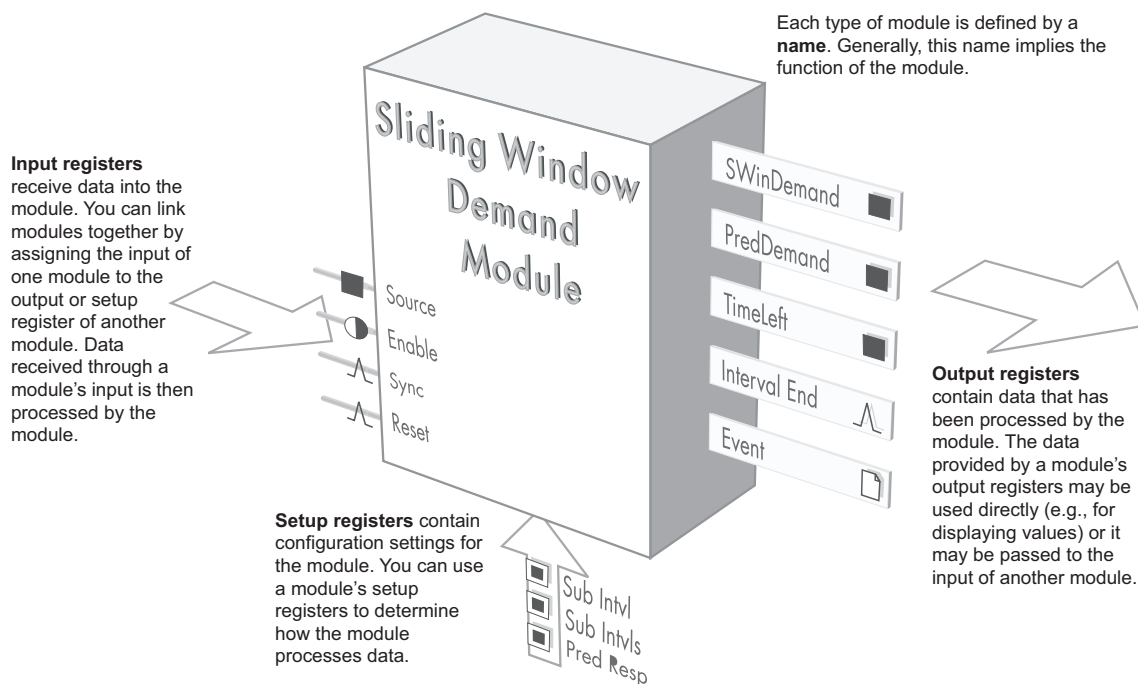 Each type of module is defined by a
name. Generally, this name implies the
function of the module.
Input registers
receive data into the
module. You can link
modules together by
assigning the input of
one module to the
output or setup
register of another
module. Data
received through a
module’s input is then
processed by the
module.
Sliding Window
Demand
Module
Source
Enable
Sync
Reset
SWinDemand
PredDemand
TimeLeft
Interval End
Event
Output registers
contain data that has
been processed by the
module. The data
provided by a module’s
output registers may be
used directly (e.g., for
displaying values) or it
may be passed to the
input of another module.
Setup registers contain
configuration settings for
the module. You can use
a module’s setup
registers to determine
how the module
processes data.
Sub Intvl
Sub Intvls
Pred Resp